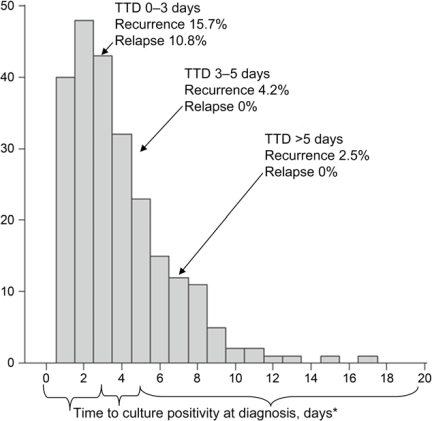 50
40
30
20
10
0
TTD 0–3 days
Recurrence 15.7%
Relapse 10.8%
TTD 3–5 days
Recurrence 4.2%
Relapse 0%
TTD >5 days
Recurrence 2.5%
Relapse 0%
0 2 4 6 8 10 12 14 16 18 20
Time to culture positivity at diagnosis, days*